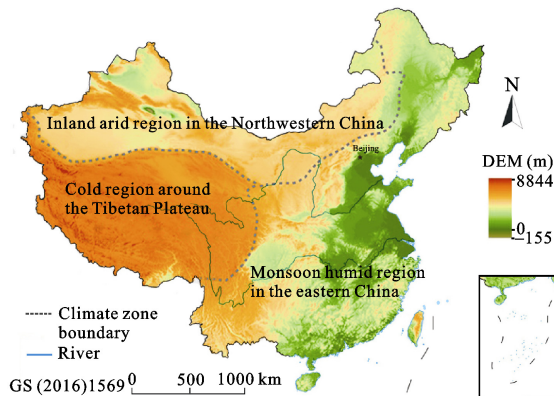 Inland arid region in the Northwestern China
Beijing
Cold region around
the Tibetan Plateau
Monsoon humid region
in the eastern China
N
DEM (m)
8844
-0
-155
Climate zone
boundary
River
GS (2016)1569
0 500 1000 km